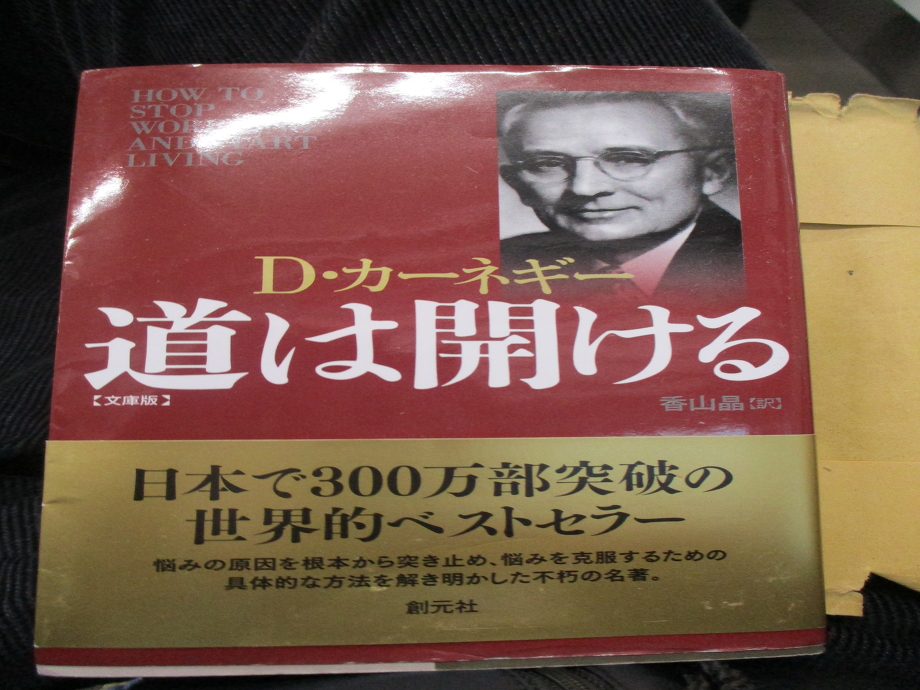 HOW TO
STOP
WORRYING
AND START
LIVING
D・カーネギー
道は開ける
【文庫版】
香山晶【訳】
日本で300万部突破の
世界的ベストセラー
悩みの原因を根本から突き止め、悩みを克服するための
具体的な方法を解き明かした不朽の名著。
創元社